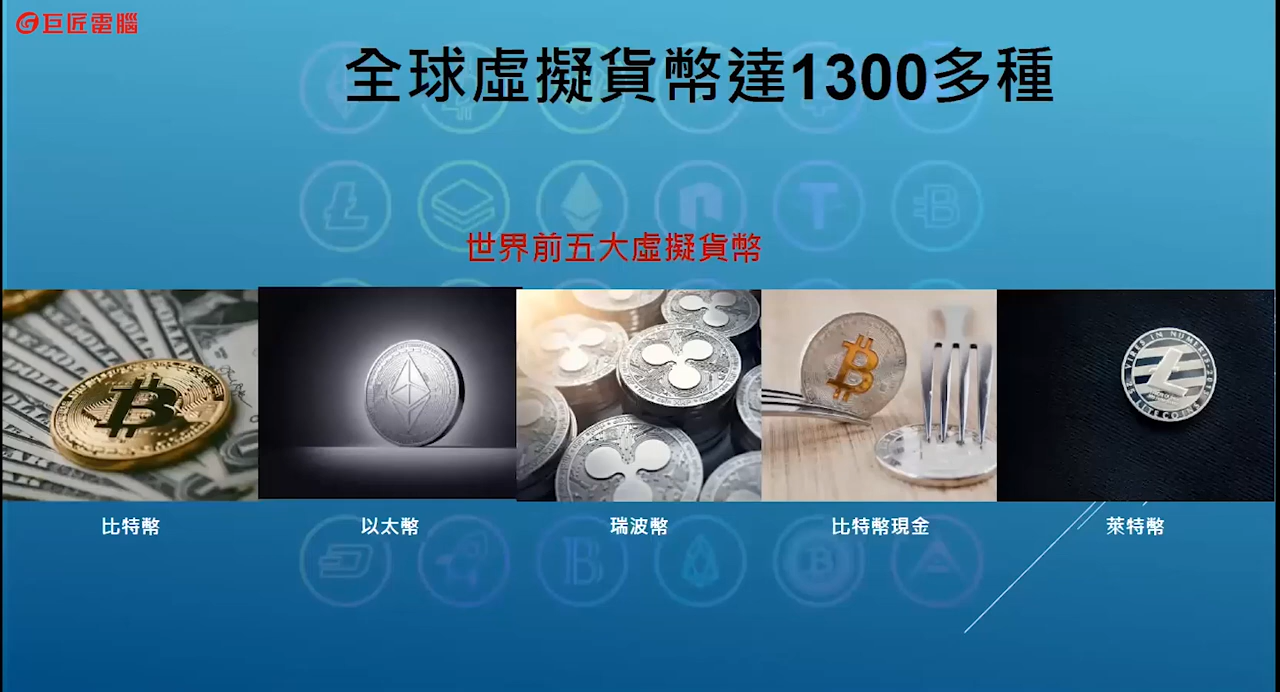 巨匠電腦
全球虛擬貨幣達1300多種
世界前五大虛擬貨幣
比特幣
以太幣
瑞波幣
比特幣現金
萊特幣